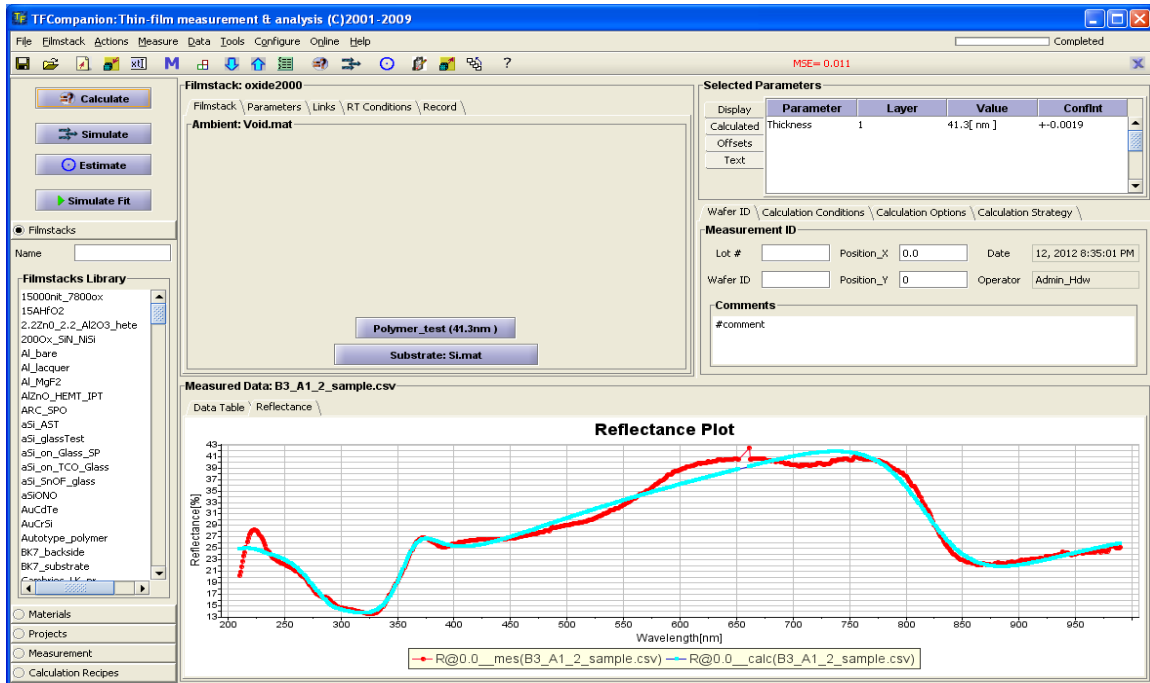 TFCompanion:Thin-film measurement & analysis (C)2001-2009
File Filmstack Actions Measure Data Tools Configure Online Help
Completed
MSE= 0.011
Calculate
Simulate
Estimate
Simulate Fit
Filmstacks
Name
Filmstacks Library
15000nit_7800ox
15AHfO2
2.2Zn0_2.2_Al2O3_hete
200Ox_SiN_NiSi
Al_bare
Al_lacquer
Al_MgF2
AlZnO_HEMT_IPT
ARC_SPO
aSi_AST
aSi_glassTest
aSi_on_Glass_SP
aSi_on_TCO_Glass
aSi_SnOF_glass
aSiONO
AuCdTe
AuCrSi
Autotype_polymer
BK7_backside
BK7_substrate
Materials
Projects
Measurement
Calculation Recipes
Filmstack: oxide2000
Filmstack Parameters Links RT Conditions Record
Ambient: Void.mat
Polymer_test (41.3nm )
Substrate: Si.mat
Selected Parameters
Display
Calculated
Offsets
Text
Parameter Layer Value ConfInt
Thickness 1 41.3[ nm ] +-0.0019
Wafer ID Calculation Conditions Calculation Options Calculation Strategy
Measurement ID
Lot # Position_X 0.0 Date 12, 2012 8:35:01 PM
Wafer ID Position_Y 0 Operator Admin_Hdw
Comments
#comment
Measured Data: B3_A1_2_sample.csv
Data Table Reflectance
Reflectance Plot
Reflectance[%]
43
41
39
37
35
33
31
29
27
25
23
21
19
17
15
13
200 250 300 350 400 450 500 550 600 650 700 750 800 850 900 950
Wavelength[nm]
R@0.0__mes(B3_A1_2_sample.csv) R@0.0__calc(B3_A1_2_sample.csv)